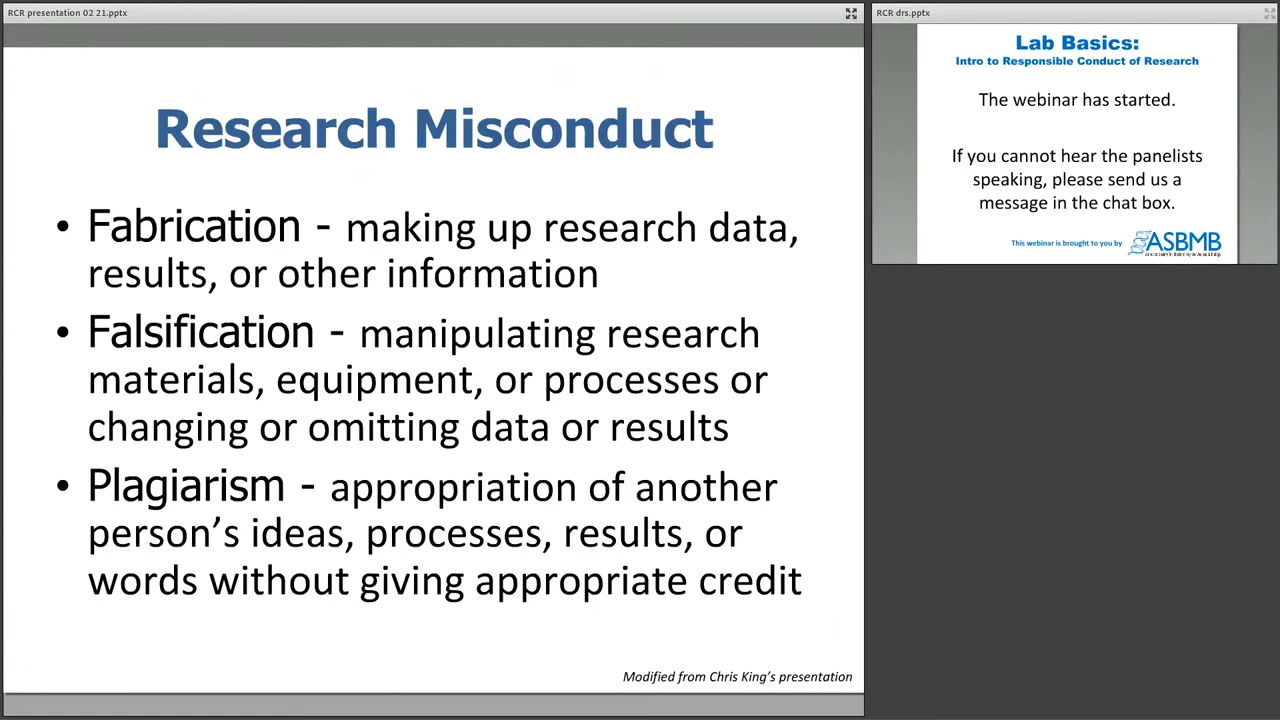 RCR presentation 02 21.pptx
Research Misconduct
• Fabrication - making up research data,
results, or other information
• Falsification - manipulating research
materials, equipment, or processes or
changing or omitting data or results
• Plagiarism - appropriation of another
person’s ideas, processes, results, or
words without giving appropriate credit
Modified from Chris King’s presentation
RCR drs.pptx
Lab Basics:
Intro to Responsible Conduct of Research
The webinar has started.
If you cannot hear the panelists
speaking, please send us a
message in the chat box.
This webinar is brought to you by
ASBMB